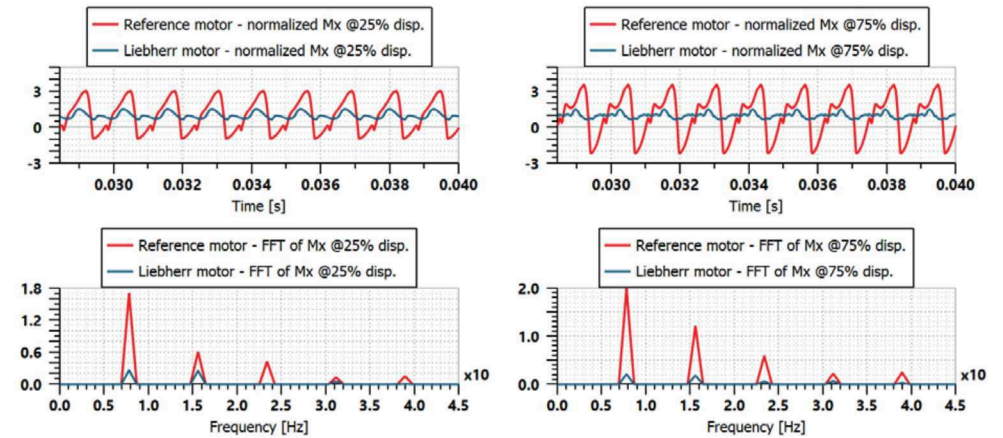 Reference motor - normalized Mx @25% disp.
Liebherr motor - normalized Mx @25% disp.
3
0
-3
0.030 0.032 0.034 0.036 0.038 0.040
Time [s]
Reference motor - normalized Mx @75% disp.
Liebherr motor - normalized Mx @75% disp.
3
0
-3
0.030 0.032 0.034 0.036 0.038 0.040
Time [s]
Reference motor - FFT of Mx @25% disp.
Liebherr motor - FFT of Mx @25% disp.
1.8
1.2
0.6
0.0
x10
0.0 0.5 1.0 1.5 2.0 2.5 3.0 3.5 4.0 4.5
Frequency [Hz]
Reference motor - FFT of Mx @75% disp.
Liebherr motor - FFT of Mx @75% disp.
2.0
1.0
0.0
x10
0.0 0.5 1.0 1.5 2.0 2.5 3.0 3.5 4.0 4.5
Frequency [Hz]